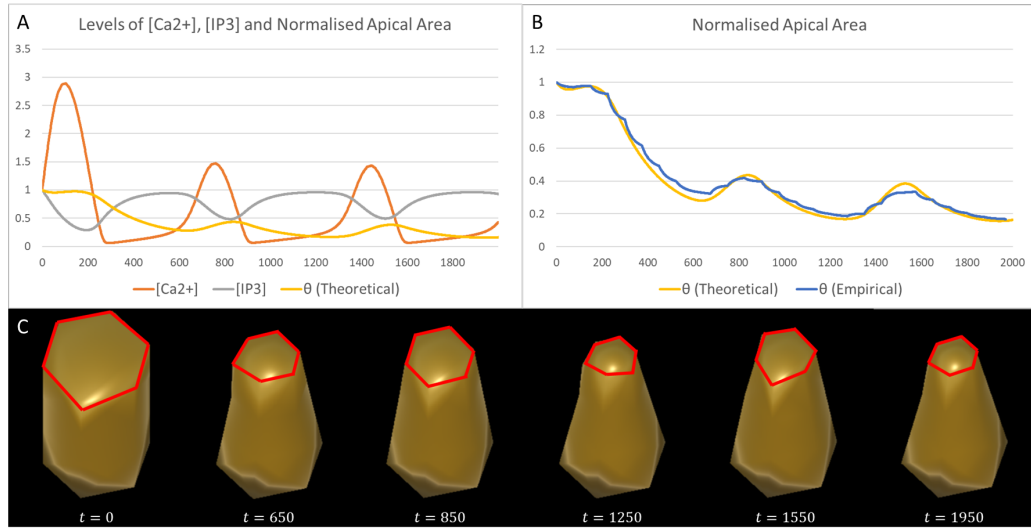 A
Levels of [Ca2+], [IP3] and Normalised Apical Area
3.5
3
2.5
2
1.5
1
0.5
0
0 200 400 600 800 1000 1200 1400 1600 1800
[Ca2+] [IP3] θ (Theoretical)
B
Normalised Apical Area
1.2
1
0.8
0.6
0.4
0.2
0
0 200 400 600 800 1000 1200 1400 1600 1800 2000
θ (Theoretical) θ (Empirical)
C
t = 0 t = 650 t = 850 t = 1250 t = 1550 t = 1950